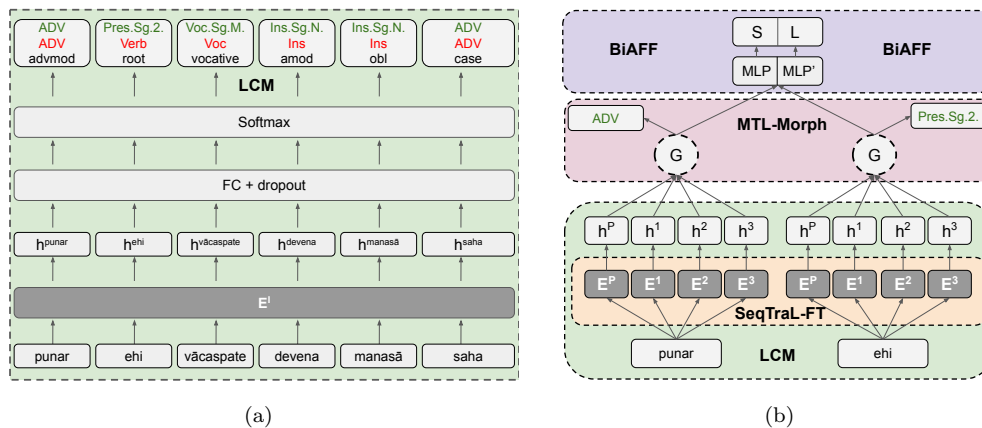 ADV Pres.Sg.2. Voc.Sg.M. Ins.Sg.N. Ins.Sg.N. ADV
ADV Verb Voc Ins Ins ADV
advmod root vocative amod obl case
LCM
Softmax
FC + dropout
h^punar h^ehi h^vācaspate h^devena h^manasā h^saha
E^I
punar ehi vācaspate devena manasā saha
(a)
S L
BiAFF BiAFF
MLP MLP'
ADV Pres.Sg.2.
MTL-Morph
G G
h^P h^1 h^2 h^3 h^P h^1 h^2 h^3
E^P E^1 E^2 E^3 E^P E^1 E^2 E^3
SeqTraL-FT
punar ehi
LCM
(b)